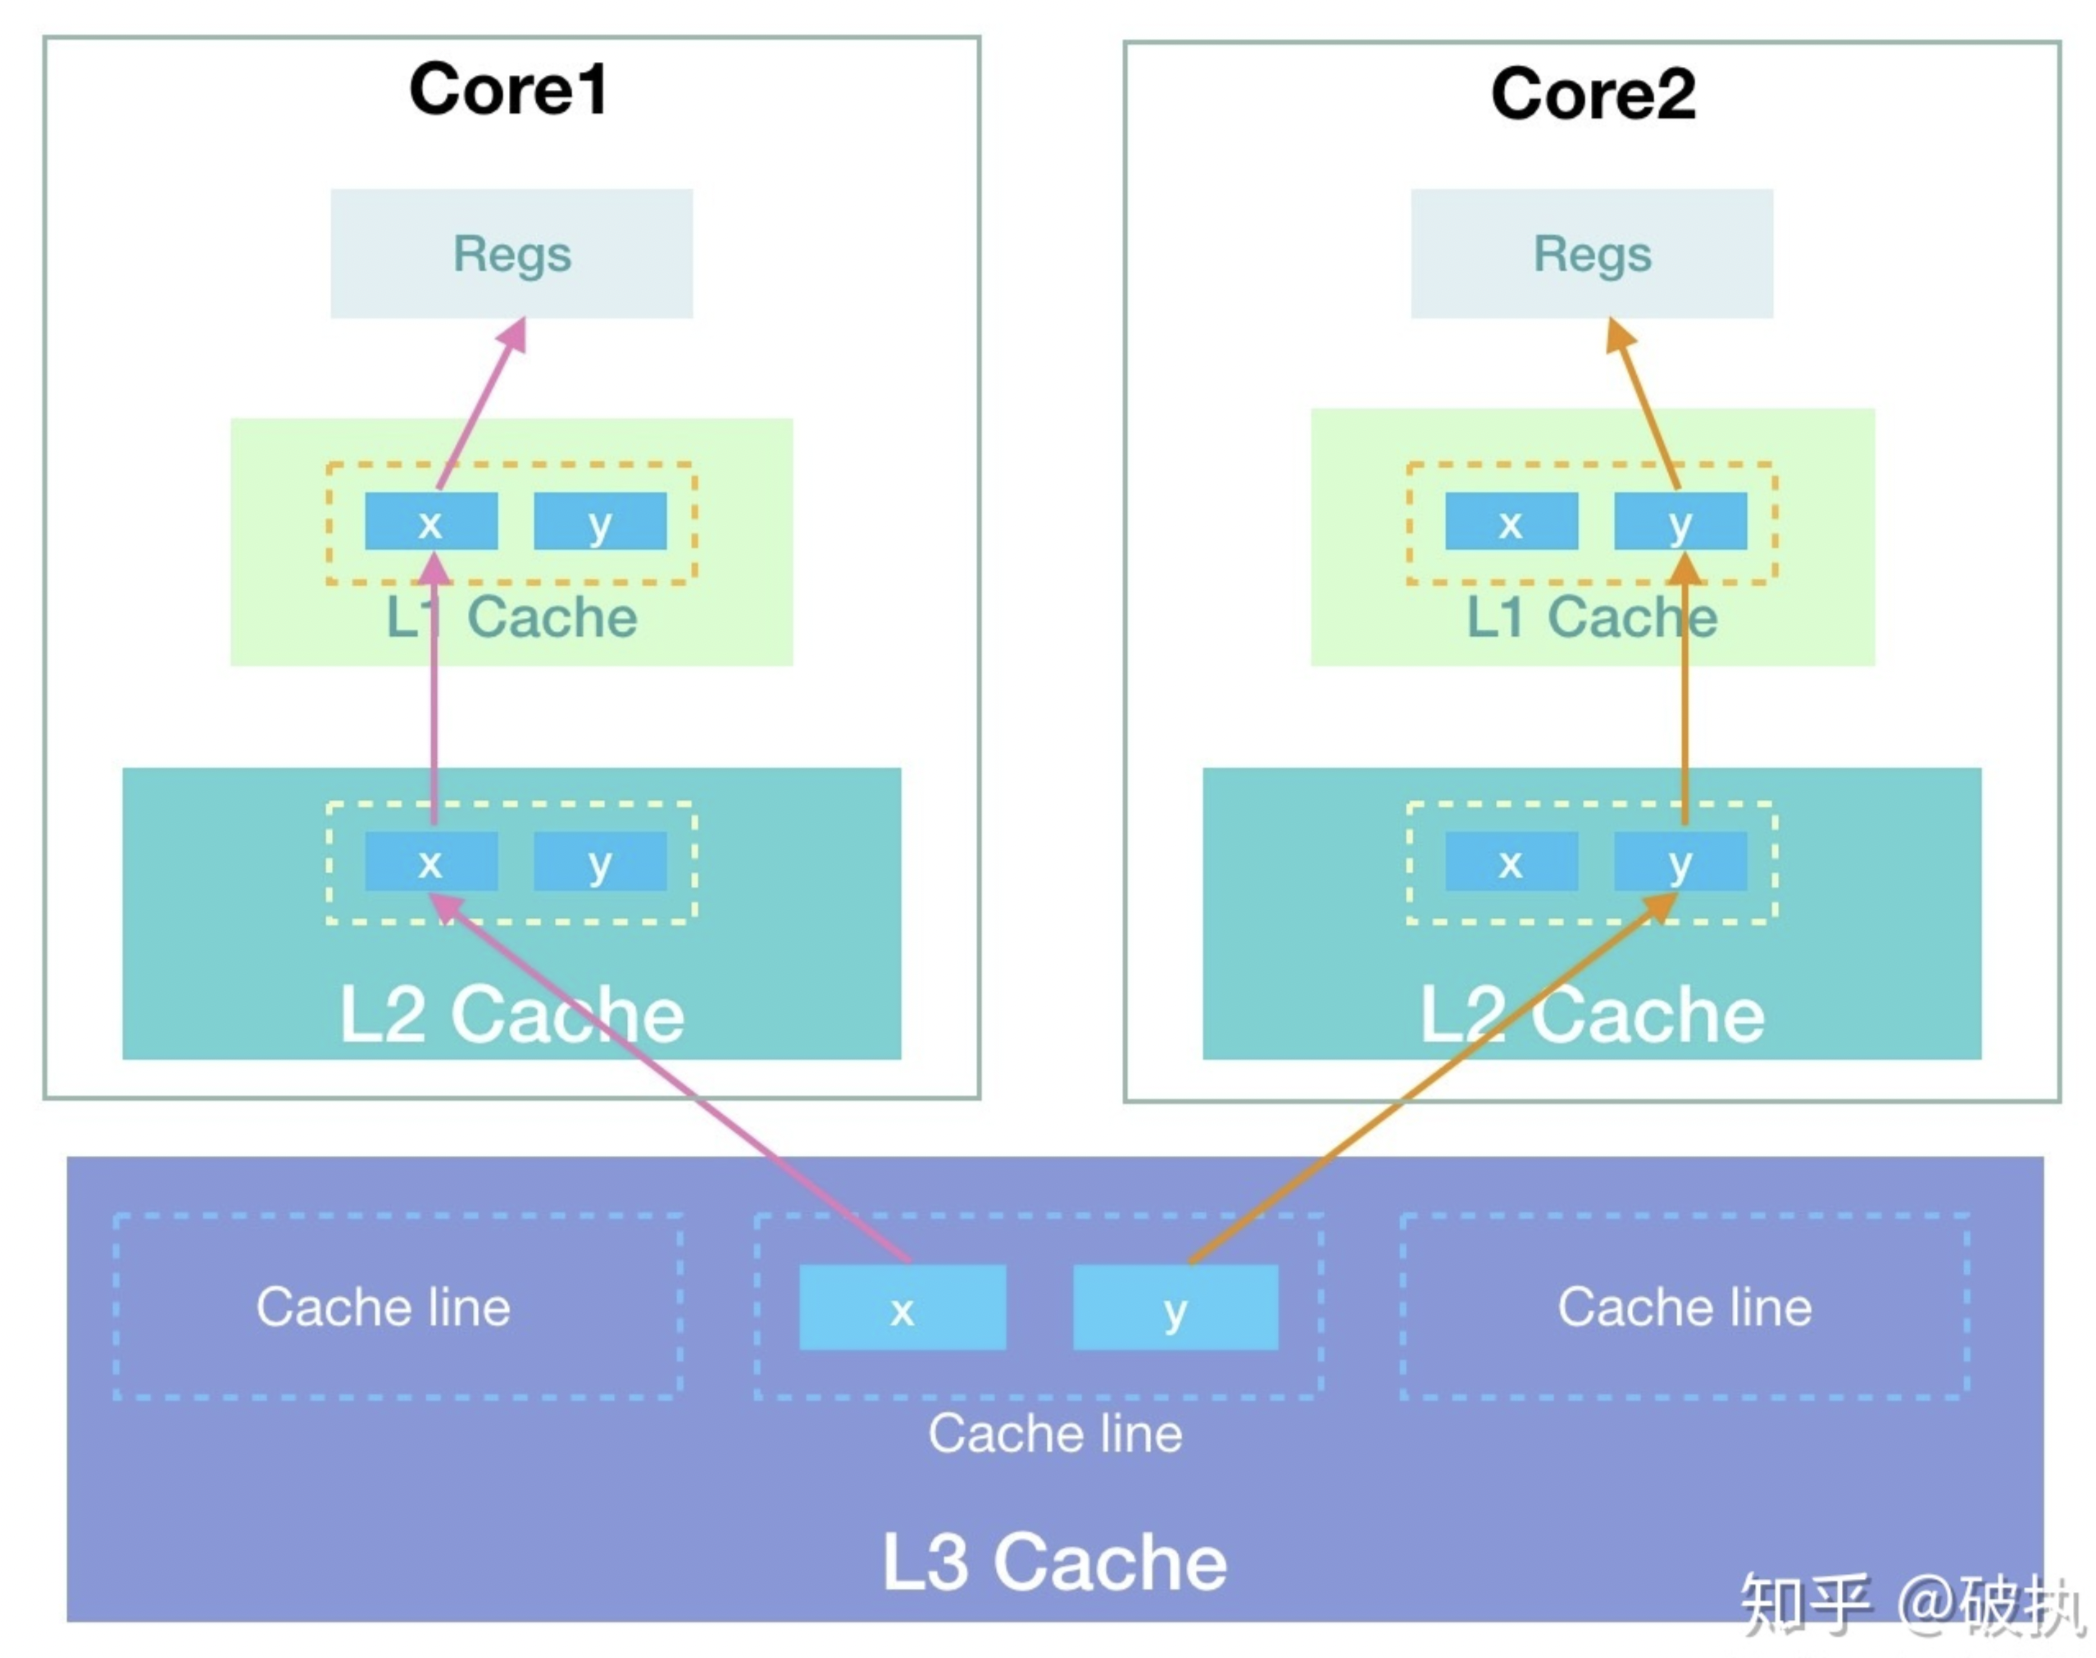 Core1
Core2
Regs
Regs
x y
x y
L1 Cache
L1 Cache
x y
x y
L2 Cache
L2 Cache
Cache line
x y
Cache line
Cache line
L3 Cache
知乎 @破执